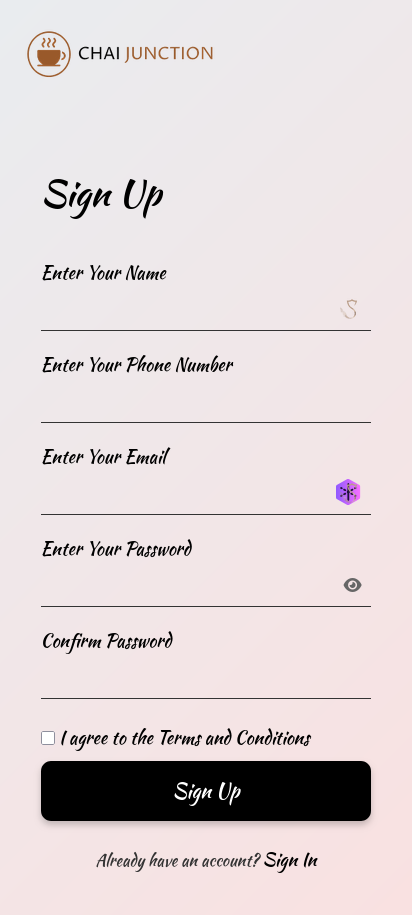 CHAI JUNCTION
Sign Up
Enter Your Name
Enter Your Phone Number
Enter Your Email
Enter Your Password
Confirm Password
I agree to the Terms and Conditions
Sign Up
Already have an account? Sign In